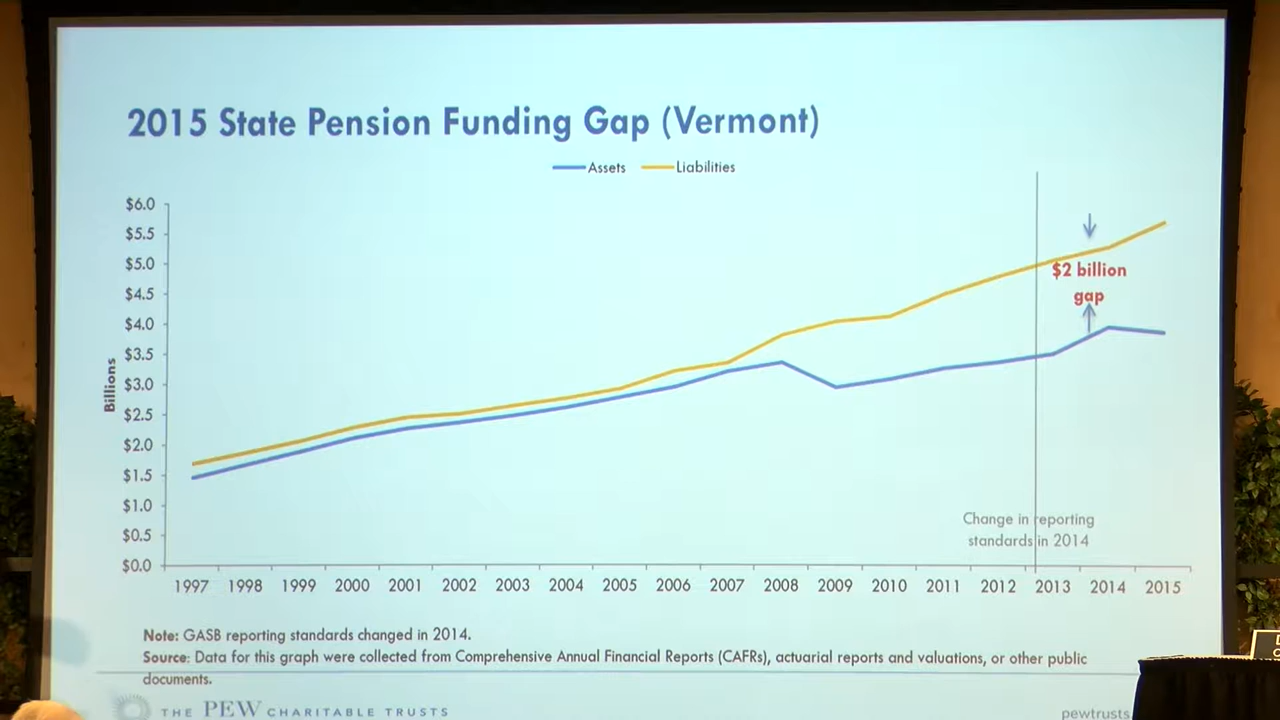 2015 State Pension Funding Gap (Vermont)
Assets Liabilities
$6.0
$5.5
$5.0
$4.5
$4.0
$3.5
$3.0
$2.5
$2.0
$1.5
$1.0
$0.5
$0.0
Billions
$2 billion
gap
Change in reporting
standards in 2014
1997 1998 1999 2000 2001 2002 2003 2004 2005 2006 2007 2008 2009 2010 2011 2012 2013 2014 2015
Note: GASB reporting standards changed in 2014.
Source: Data for this graph were collected from Comprehensive Annual Financial Reports (CAFRs), actuarial reports and valuations, or other public
documents.
THE PEW CHARITABLE TRUSTS
pewtrusts